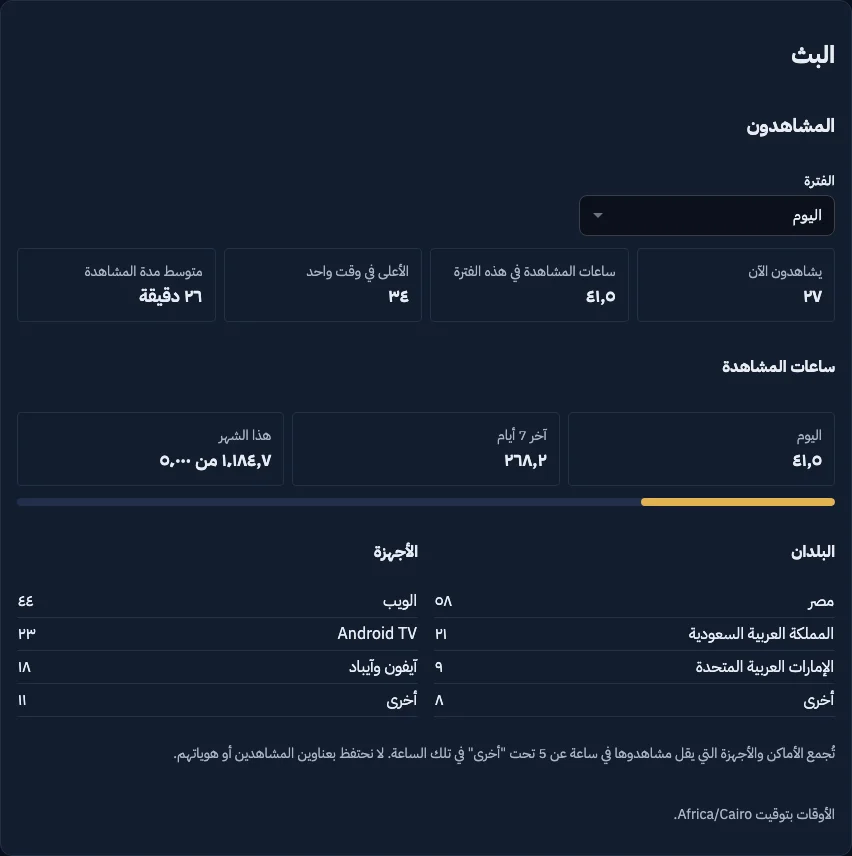 البث
المشاهدون
الفترة
اليوم
يشاهدون الآن
٢٧
ساعات المشاهدة في هذه الفترة
٤١٫٥
الأعلى في وقت واحد
٣٤
متوسط مدة المشاهدة
٢٦ دقيقة
ساعات المشاهدة
اليوم
٤١٫٥
آخر 7 أيام
٢٦٨٫٢
هذا الشهر
١٬١٨٤٫٧ من ٥٬٠٠٠
البلدان
مصر ٥٨
المملكة العربية السعودية ٢١
الإمارات العربية المتحدة ٩
أخرى ٨
الأجهزة
الويب ٤٤
Android TV ٢٣
آيفون وآيباد ١٨
أخرى ١١
تُجمع الأماكن والأجهزة التي يقل مشاهدوها في ساعة عن 5 تحت "أخرى" في تلك الساعة. لا نحتفظ بعناوين المشاهدين أو هوياتهم.
الأوقات بتوقيت Africa/Cairo.